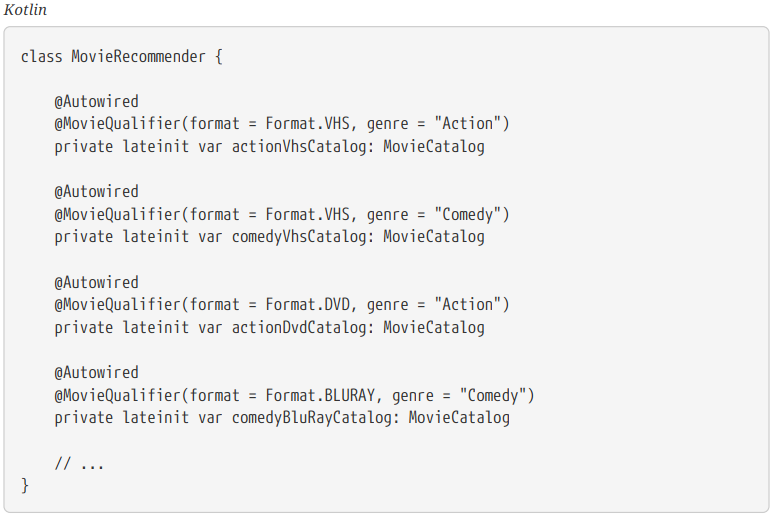 Kotlin
class MovieRecommender {
@Autowired
@MovieQualifier(format = Format.VHS, genre = "Action")
private lateinit var actionVhsCatalog: MovieCatalog
@Autowired
@MovieQualifier(format = Format.VHS, genre = "Comedy")
private lateinit var comedyVhsCatalog: MovieCatalog
@Autowired
@MovieQualifier(format = Format.DVD, genre = "Action")
private lateinit var actionDvdCatalog: MovieCatalog
@Autowired
@MovieQualifier(format = Format.BLURAY, genre = "Comedy")
private lateinit var comedyBluRayCatalog: MovieCatalog
// ...
}